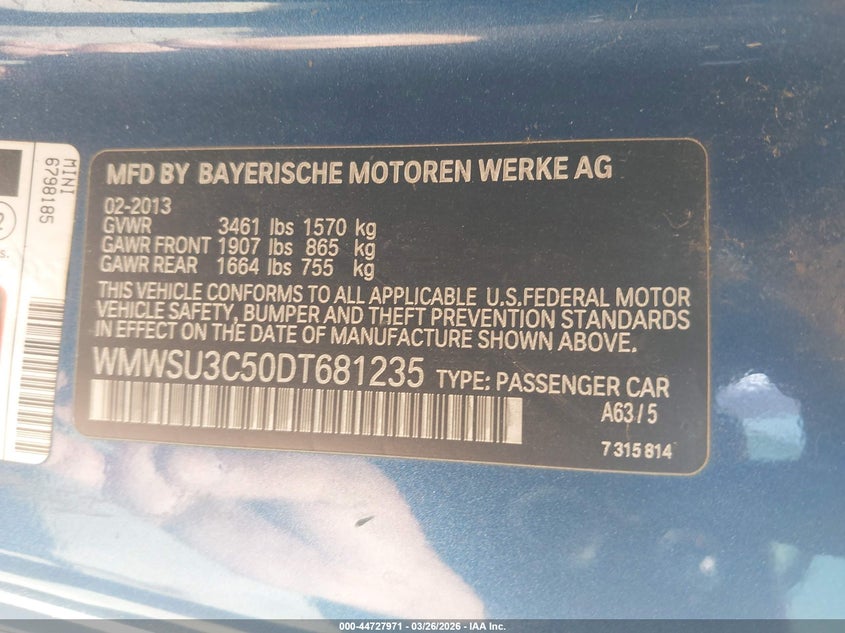 MINI
6798185
2
s.
MFD BY BAYERISCHE MOTOREN WERKE AG
02-2013
GVWR 3461 lbs 1570 kg
GAWR FRONT 1907 lbs 865 kg
GAWR REAR 1664 lbs 755 kg
THIS VEHICLE CONFORMS TO ALL APPLICABLE U.S.FEDERAL MOTOR
VEHICLE SAFETY, BUMPER AND THEFT PREVENTION STANDARDS
IN EFFECT ON THE DATE OF MANUFACTURE SHOWN ABOVE.
WMWSU3C50DT681235 TYPE: PASSENGER CAR
A63/5
7 315 814
000-44727971 - 03/26/2026 - IAA Inc.